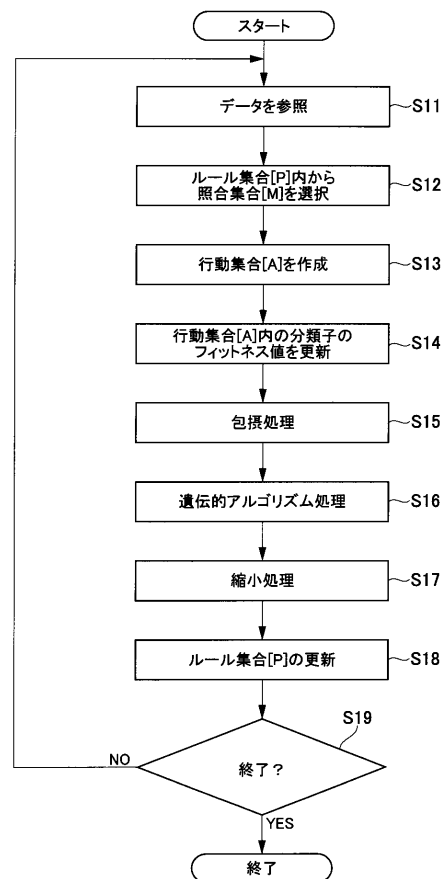 スタート
データを参照
S11
ルール集合[P]内から
照合集合[M]を選択
S12
行動集合[A]を作成
S13
行動集合[A]内の分類子の
フィットネス値を更新
S14
包摂処理
S15
遺伝的アルゴリズム処理
S16
縮小処理
S17
ルール集合[P]の更新
S18
S19
終了？
NO
YES
終了